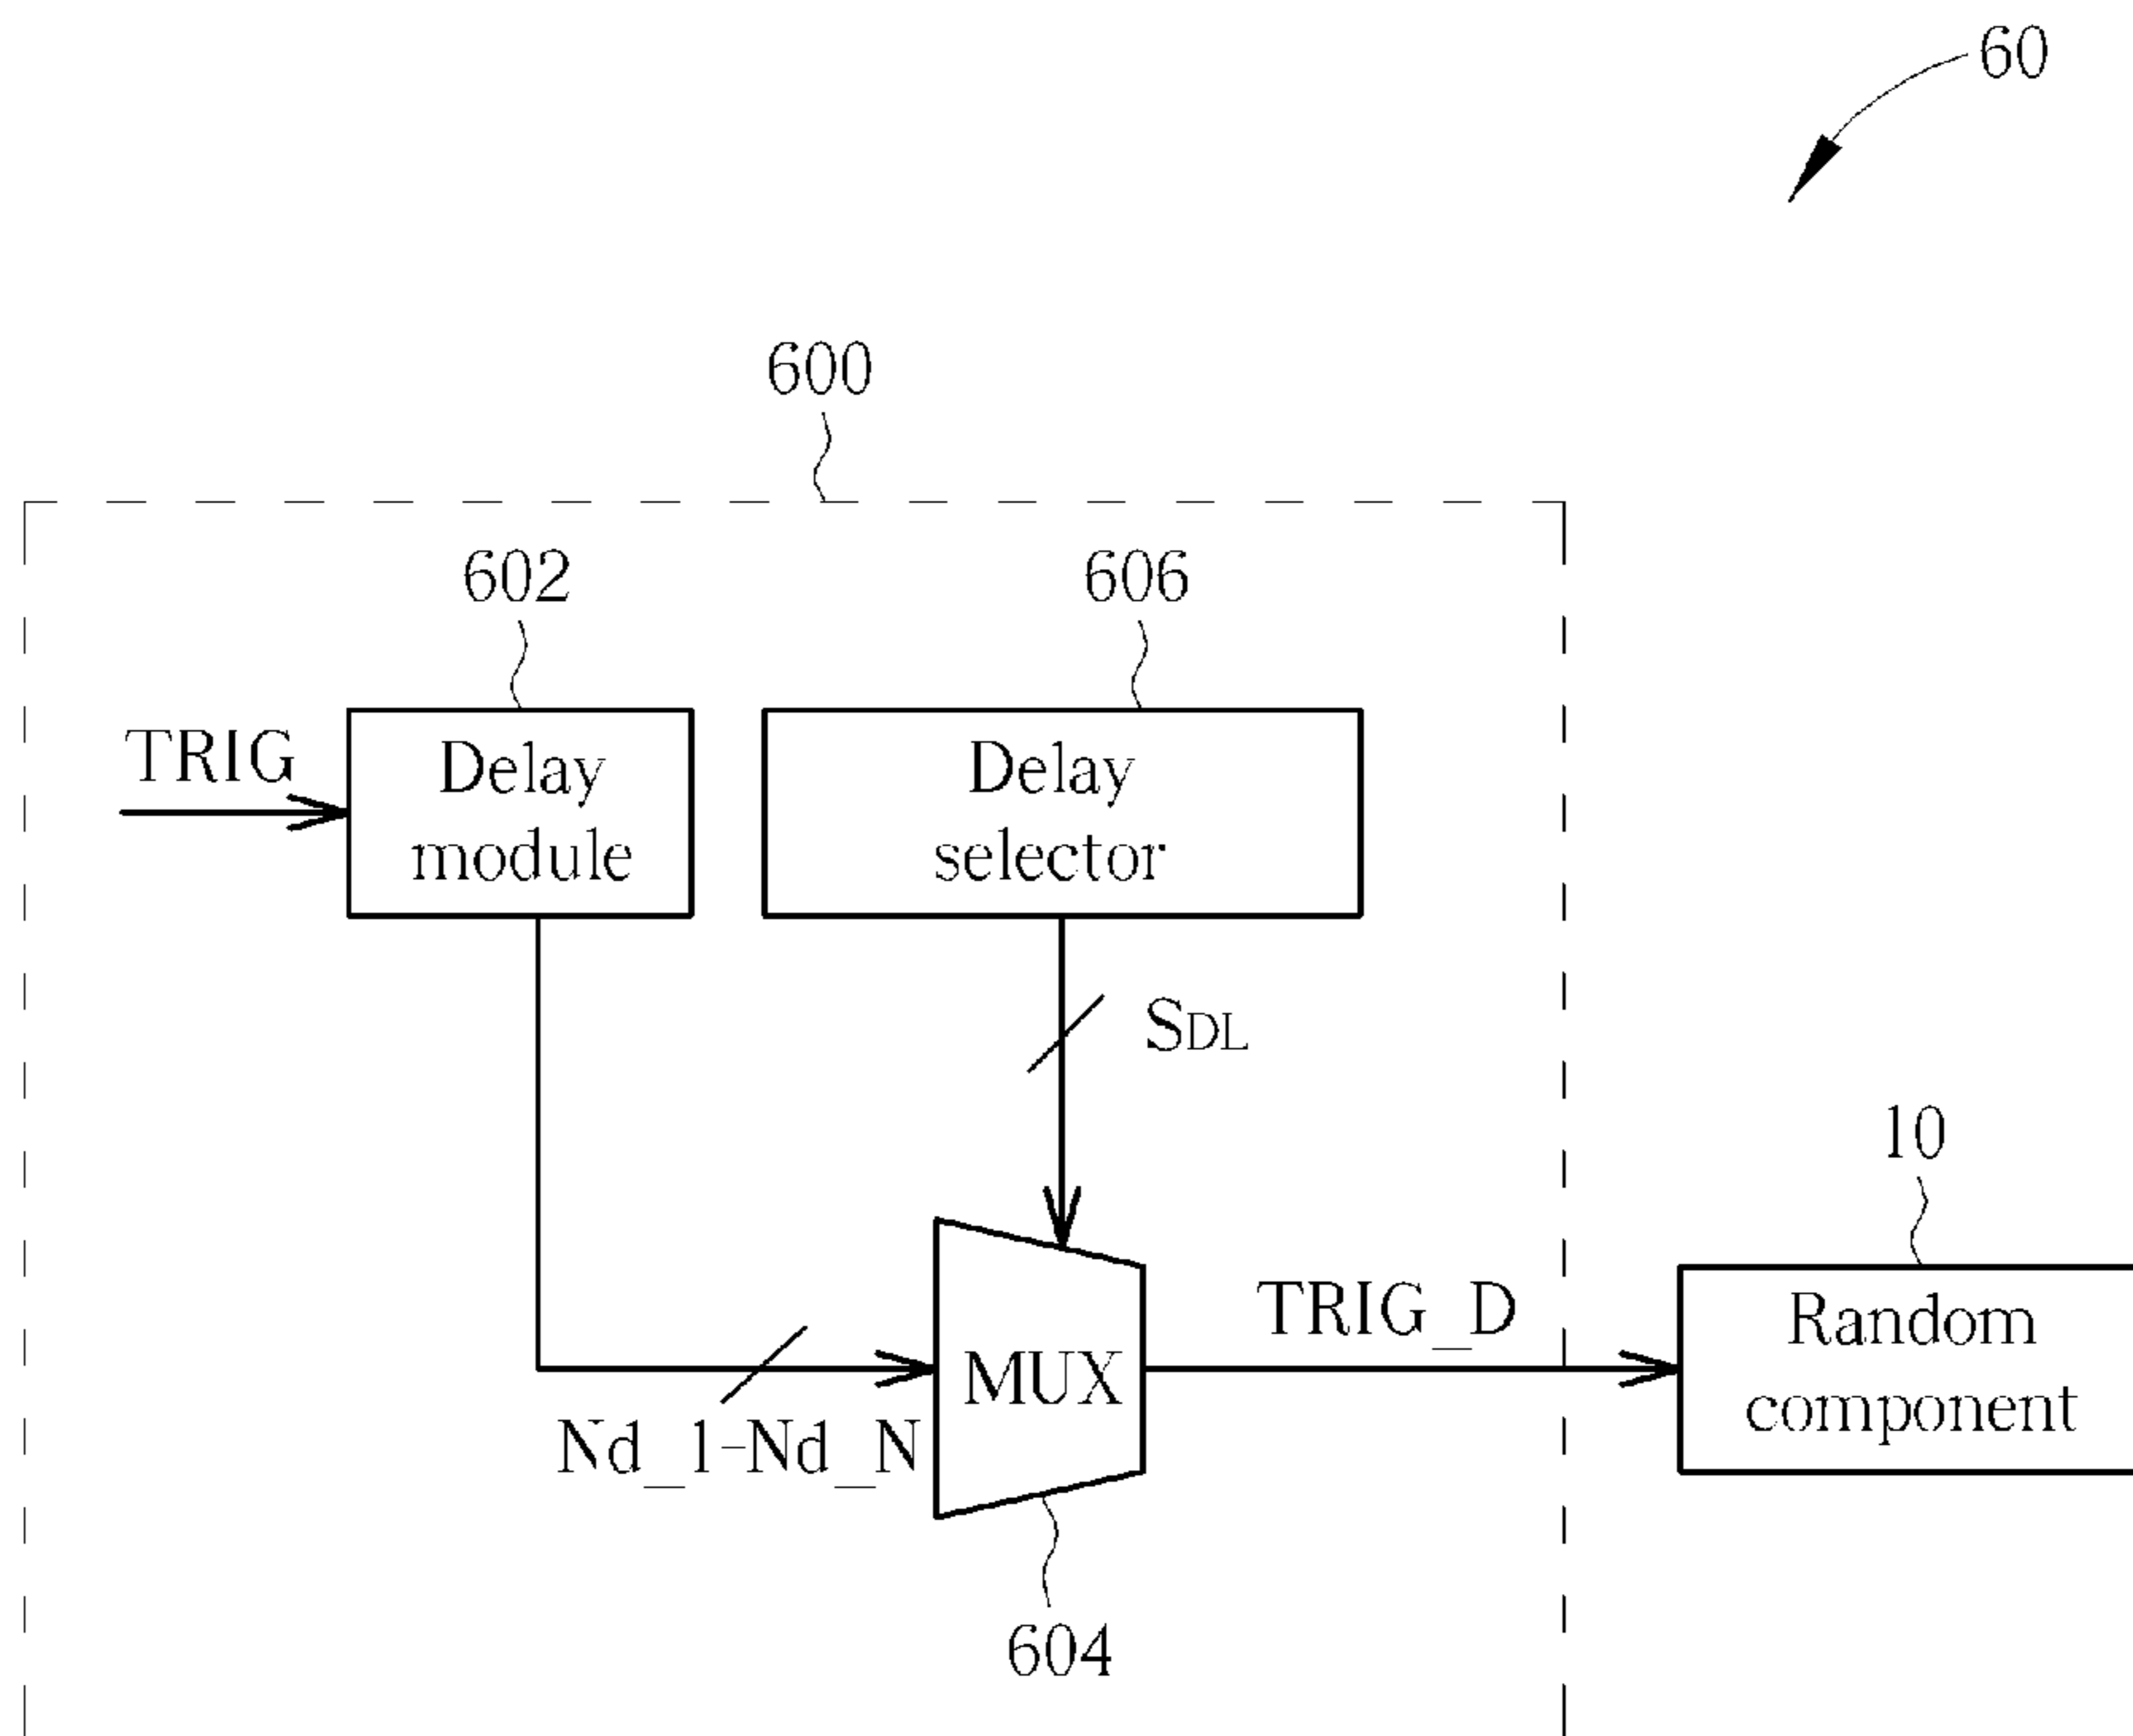 60
600
602
606
TRIG
Delay
module
Delay
selector
SDL
10
TRIG_D
Random
component
MUX
Nd_1-Nd_N
604